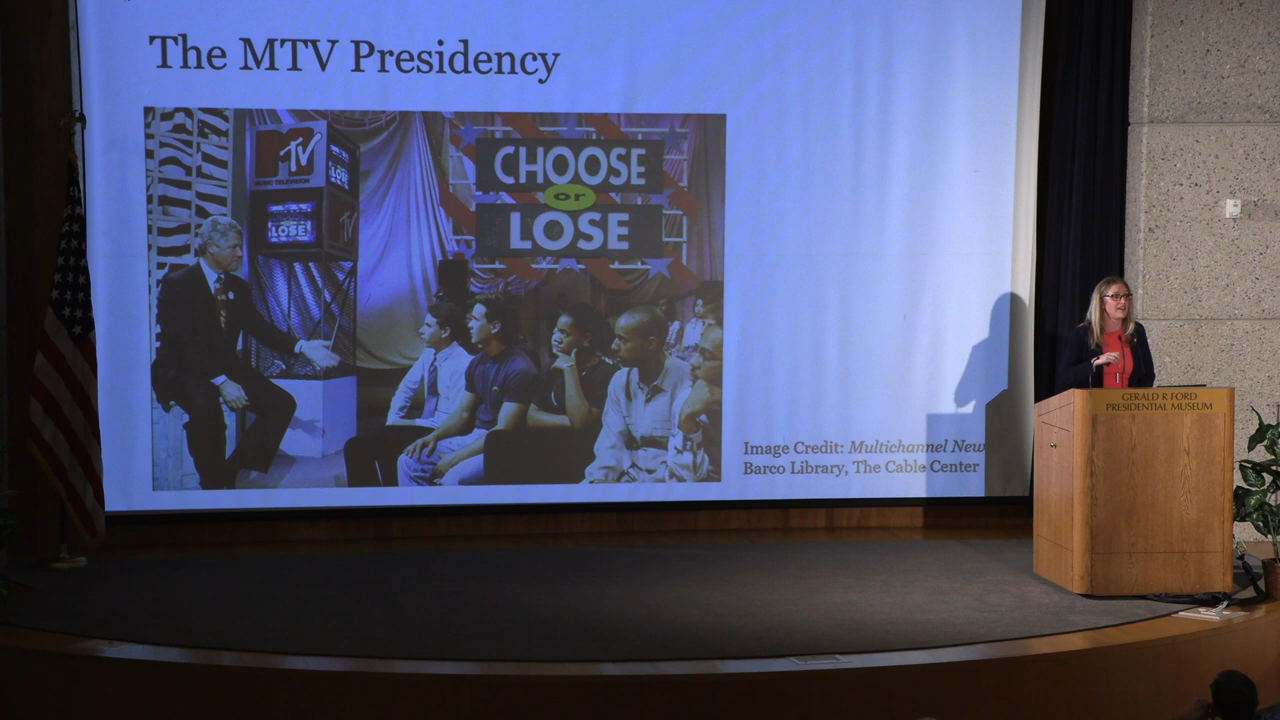 The MTV Presidency
MTV
MUSIC TELEVISION
LOSE
LOSE
CHOOSE
or
LOSE
Image Credit: Multichannel New
Barco Library, The Cable Center
GERALD R FORD
PRESIDENTIAL MUSEUM